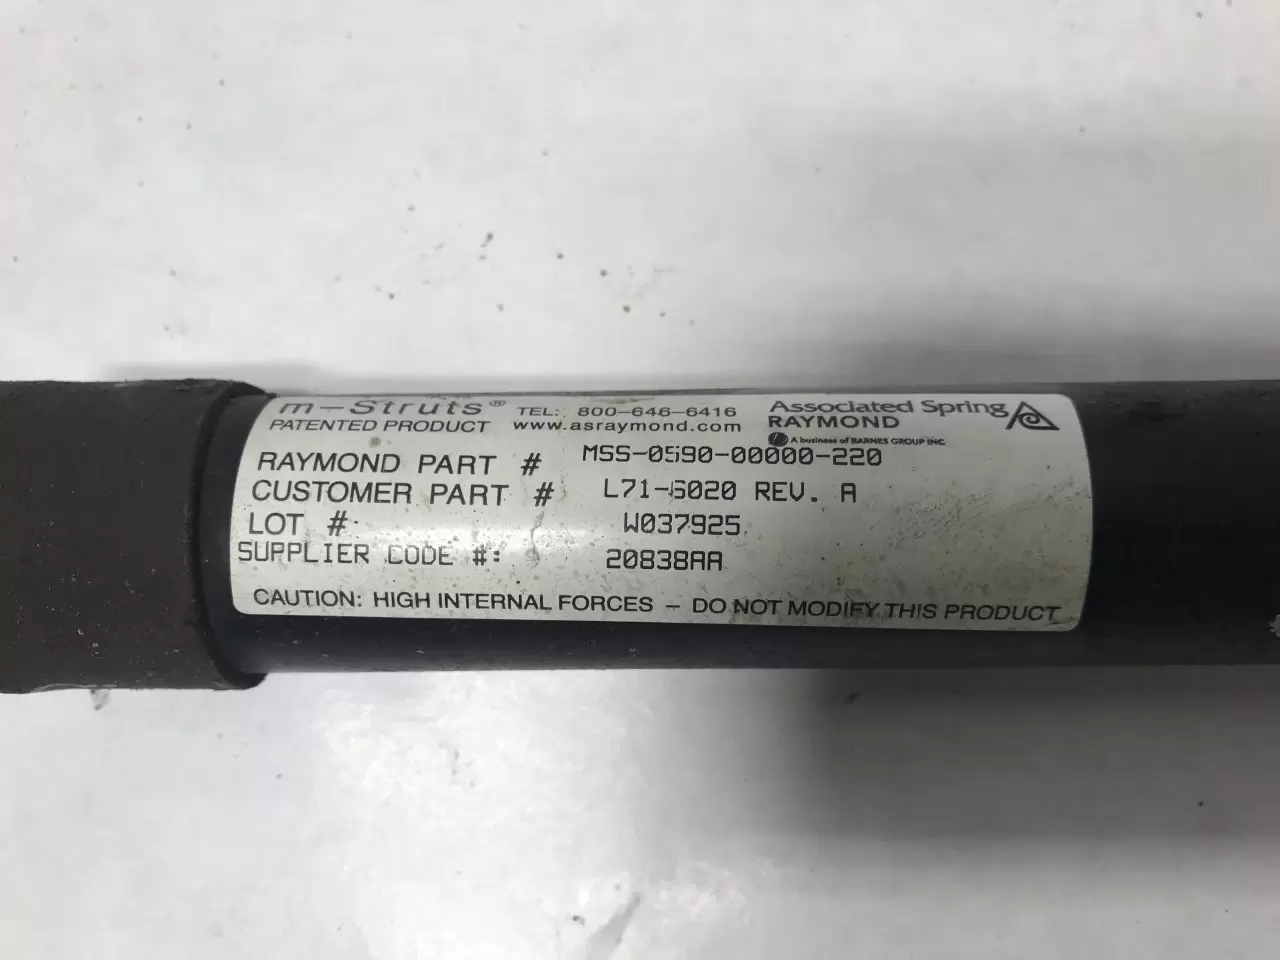 m-Struts® TEL: 800-646-6416 Associated Spring
PATENTED PRODUCT www.asraymond.com RAYMOND
A business of BARNES GROUP INC.
RAYMOND PART # MSS-0590-00000-220
CUSTOMER PART # L71-6020 REV. A
LOT # W037925
SUPPLIER CODE #: 20838AA
CAUTION: HIGH INTERNAL FORCES – DO NOT MODIFY THIS PRODUCT